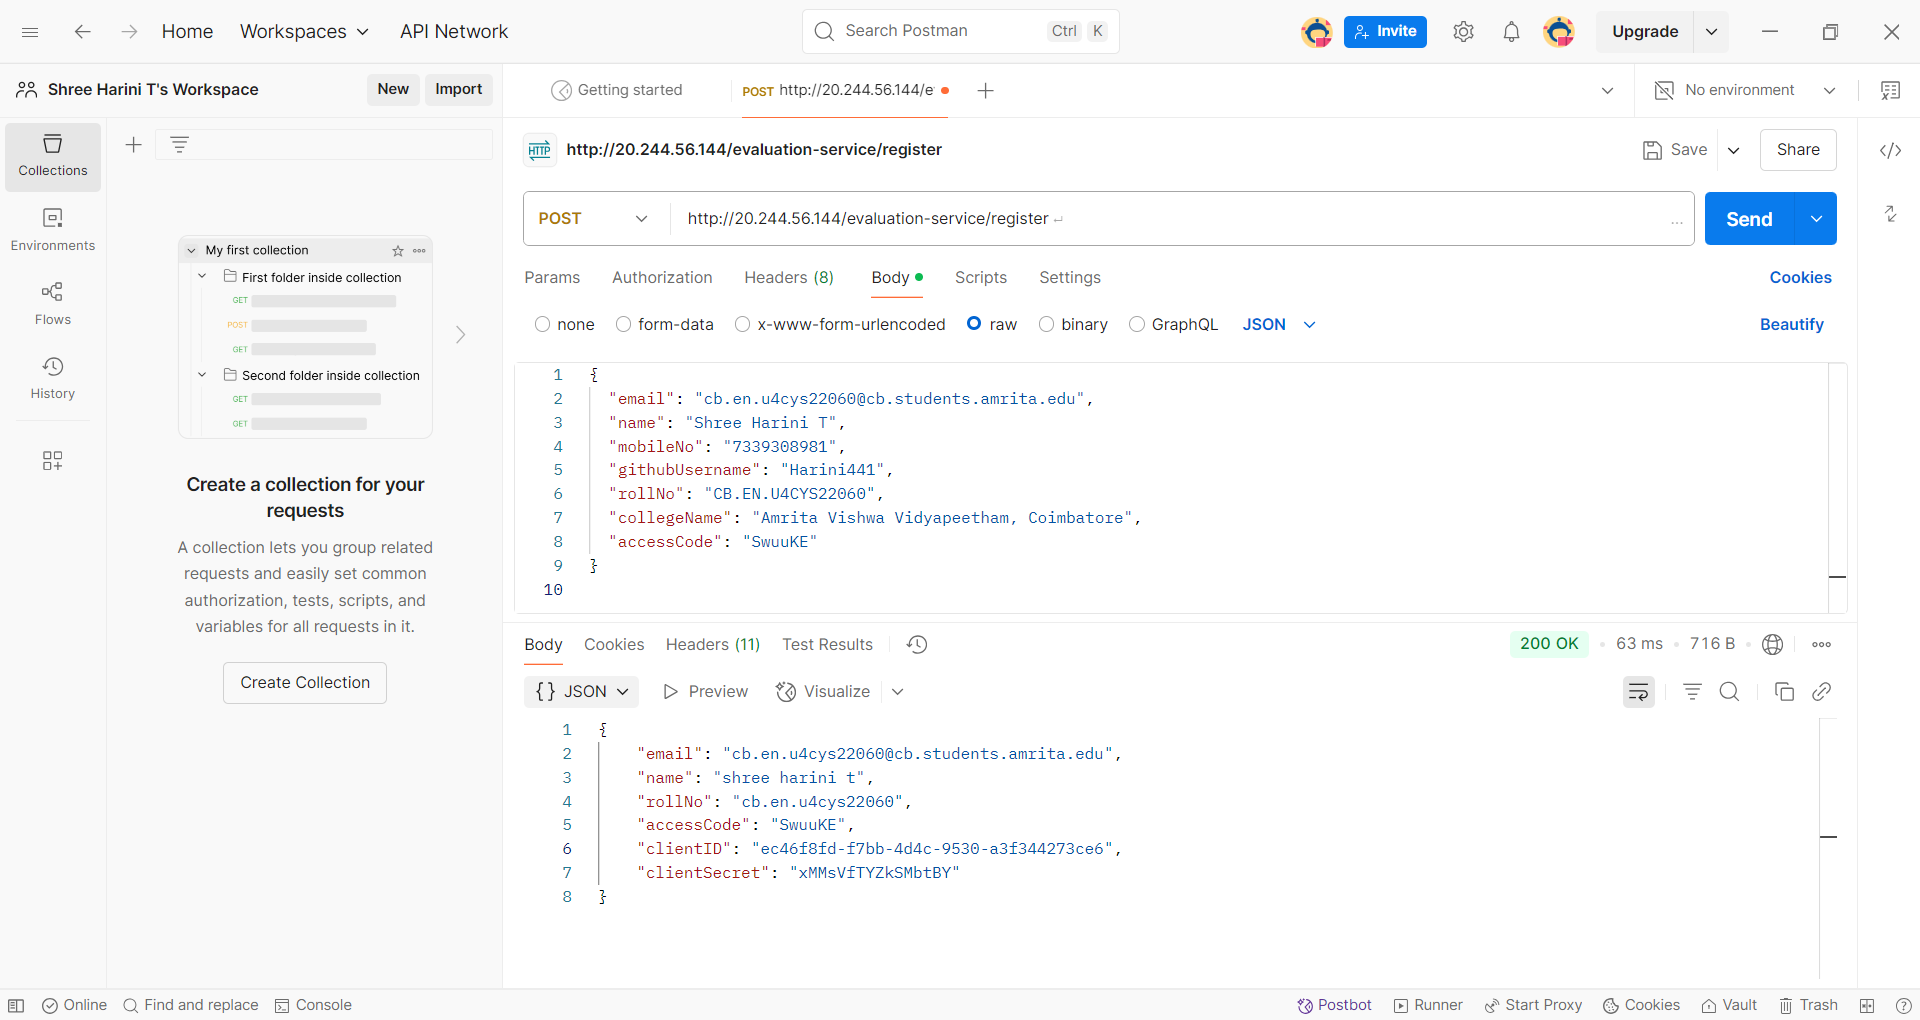 Home
Workspaces
API Network
Search Postman
Ctrl K
Invite
Upgrade
Shree Harini T's Workspace
New
Import
Getting started
POST http://20.244.56.144/e
No environment
Collections
Environments
Flows
History
My first collection
First folder inside collection
GET
POST
GET
Second folder inside collection
GET
GET
Create a collection for your
requests
A collection lets you group related
requests and easily set common
authorization, tests, scripts, and
variables for all requests in it.
Create Collection
HTTP http://20.244.56.144/evaluation-service/register
Save
Share
POST
http://20.244.56.144/evaluation-service/register
...
Send
Params
Authorization
Headers (8)
Body
Scripts
Settings
Cookies
none
form-data
x-www-form-urlencoded
raw
binary
GraphQL
JSON
Beautify
1 {
2 "email": "cb.en.u4cys22060@cb.students.amrita.edu",
3 "name": "Shree Harini T",
4 "mobileNo": "7339308981",
5 "githubUsername": "Harini441",
6 "rollNo": "CB.EN.U4CYS22060",
7 "collegeName": "Amrita Vishwa Vidyapeetham, Coimbatore",
8 "accessCode": "SwuuKE"
9 }
10
Body
Cookies
Headers (11)
Test Results
200 OK
63 ms
716 B
{} JSON
Preview
Visualize
1 {
2 "email": "cb.en.u4cys22060@cb.students.amrita.edu",
3 "name": "shree harini t",
4 "rollNo": "cb.en.u4cys22060",
5 "accessCode": "SwuuKE",
6 "clientID": "ec46f8fd-f7bb-4d4c-9530-a3f344273ce6",
7 "clientSecret": "xMMsVfTYZkSMbtBY"
8 }
Online
Find and replace
Console
Postbot
Runner
Start Proxy
Cookies
Vault
Trash